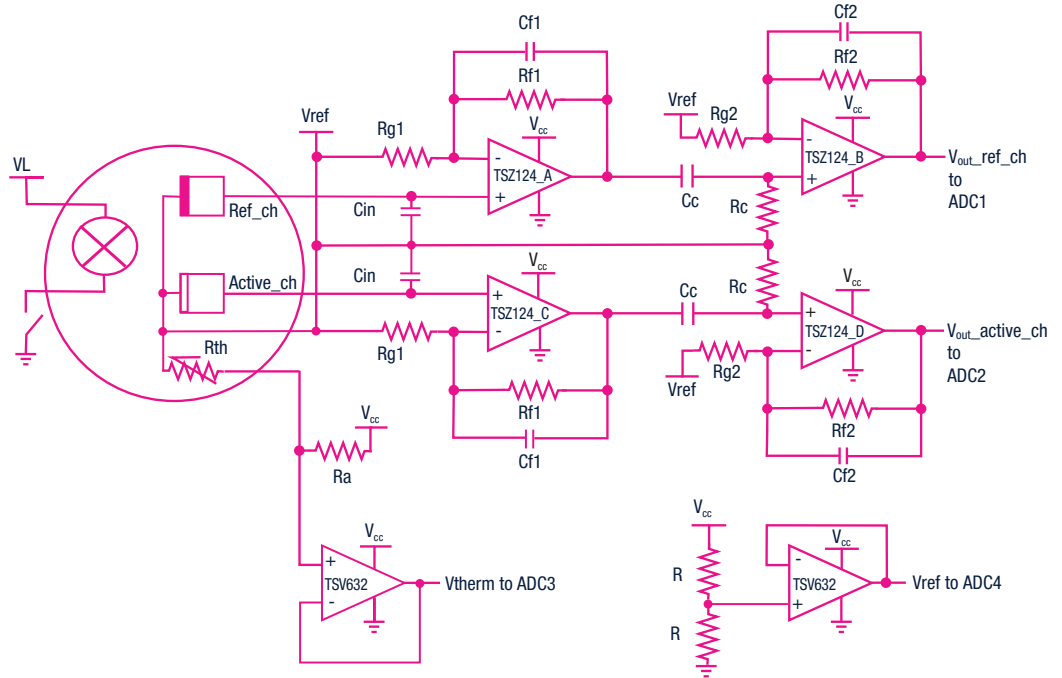 Cf1
Rf1
Vref
Rg1
Vcc
-
TSZ124_A
+
Cf2
Rf2
Vref
Rg2
Vcc
-
TSZ124_B
+
Vout_ref_ch
to
ADC1
VL
Ref_ch
Cin
Cc
Rc
Active_ch
Cin
Vcc
+
TSZ124_C
-
Rg1
Rf1
Cf1
Cc
Rc
Vcc
+
TSZ124_D
-
Rg2
Vref
Rf2
Cf2
Vout_active_ch
to
ADC2
Rth
Vcc
Ra
Vcc
+
TSV632
-
Vtherm to ADC3
Vcc
R
R
Vcc
-
TSV632
+
Vref to ADC4